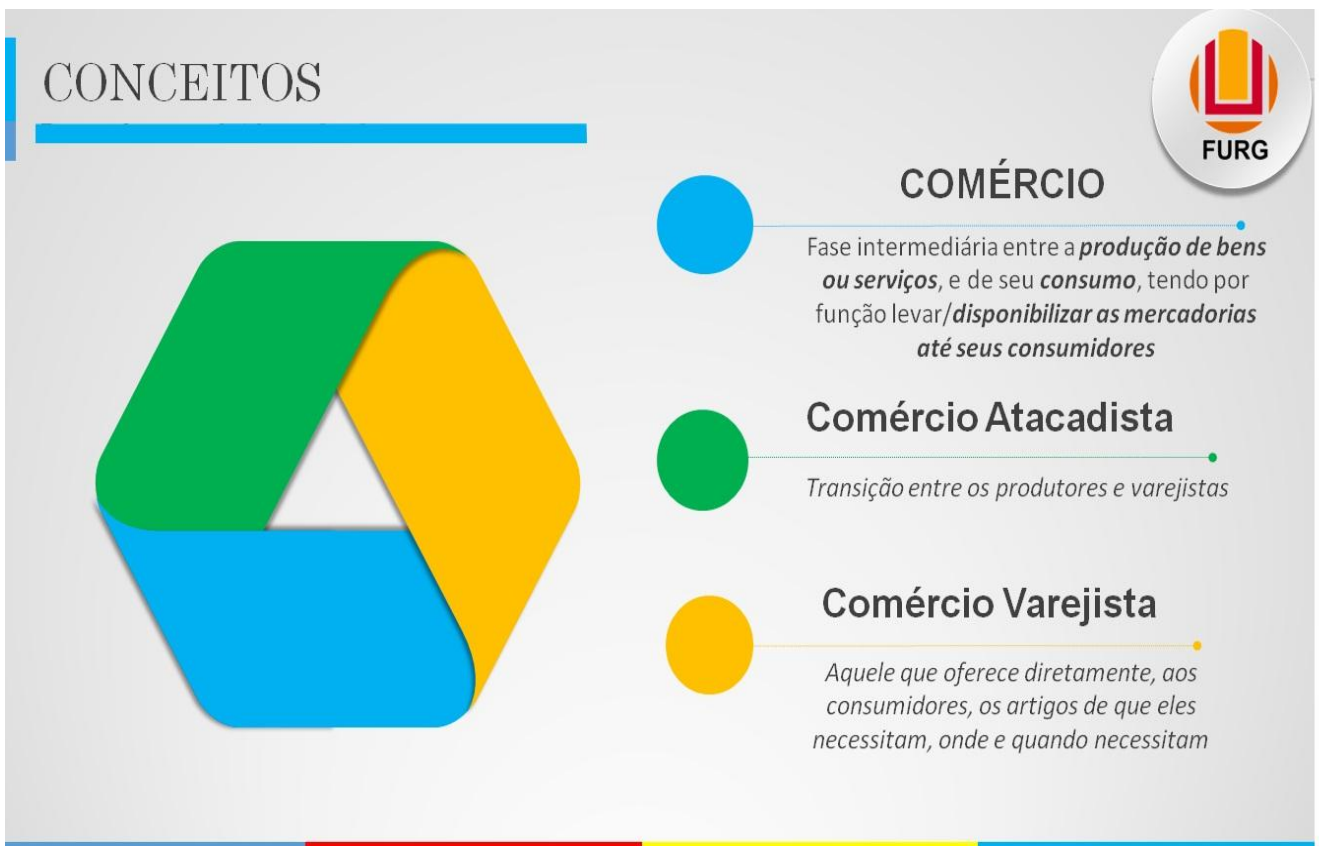 CONCEITOS
FURG
COMÉRCIO
Fase intermediária entre a produção de bens
ou serviços, e de seu consumo, tendo por
função levar/disponibilizar as mercadorias
até seus consumidores
Comércio Atacadista
Transição entre os produtores e varejistas
Comércio Varejista
Aquele que oferece diretamente, aos
consumidores, os artigos de que eles
necessitam, onde e quando necessitam